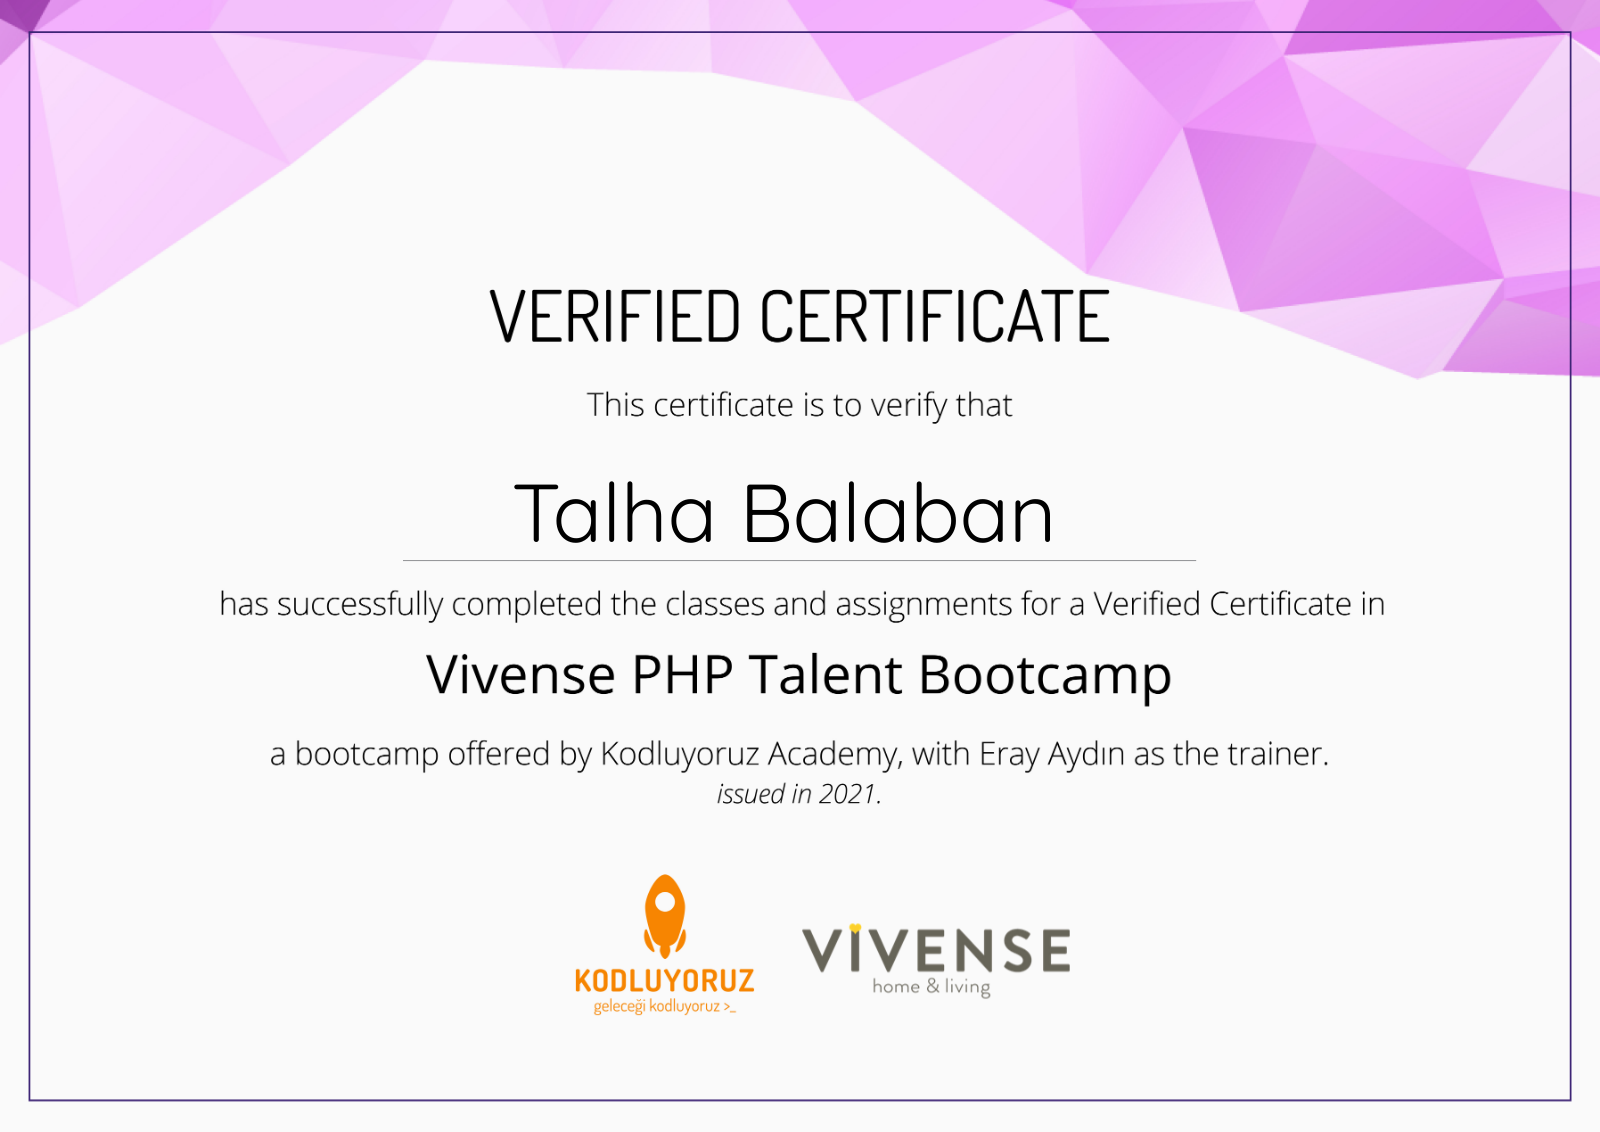 VERIFIED CERTIFICATE
This certificate is to verify that
Talha Balaban
has successfully completed the classes and assignments for a Verified Certificate in
Vivense PHP Talent Bootcamp
a bootcamp offered by Kodluyoruz Academy, with Eray Aydın as the trainer.
issued in 2021.
KODLUYORUZ
geleceği kodluyoruz >_
VIVENSE
home & living